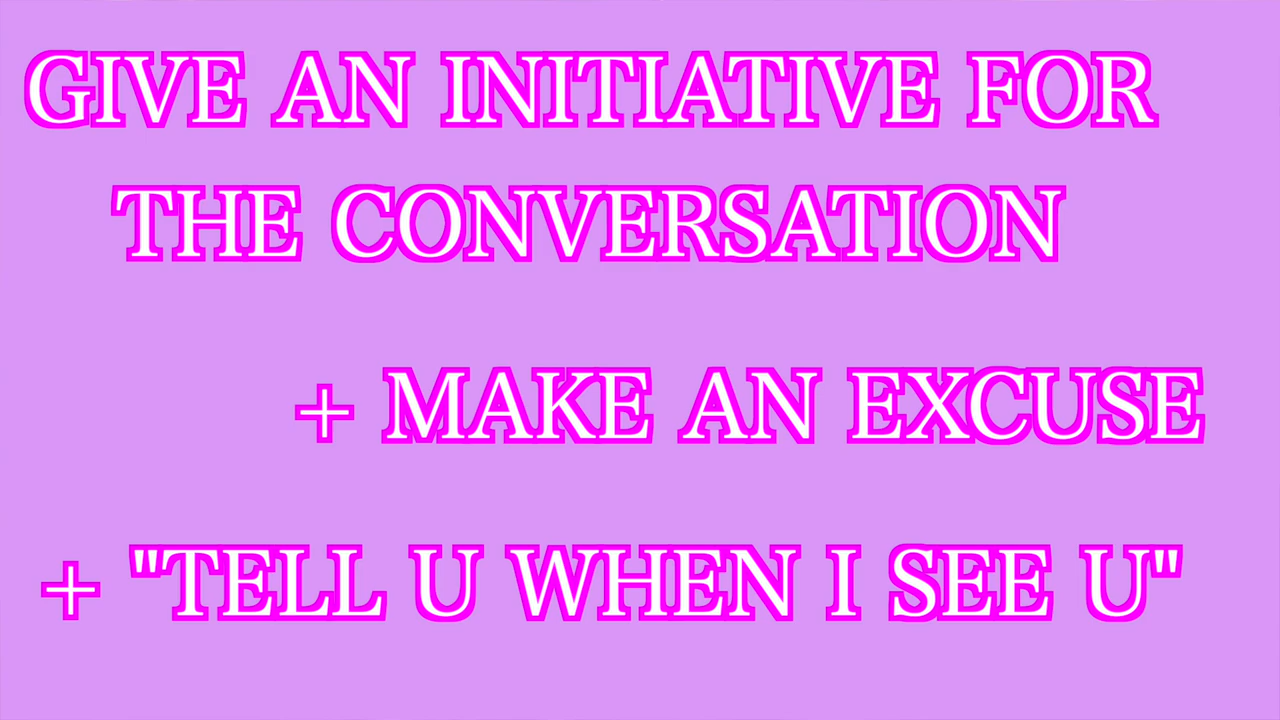 GIVE AN INITIATIVE FOR
THE CONVERSATION
+ MAKE AN EXCUSE
+ "TELL U WHEN I SEE U"